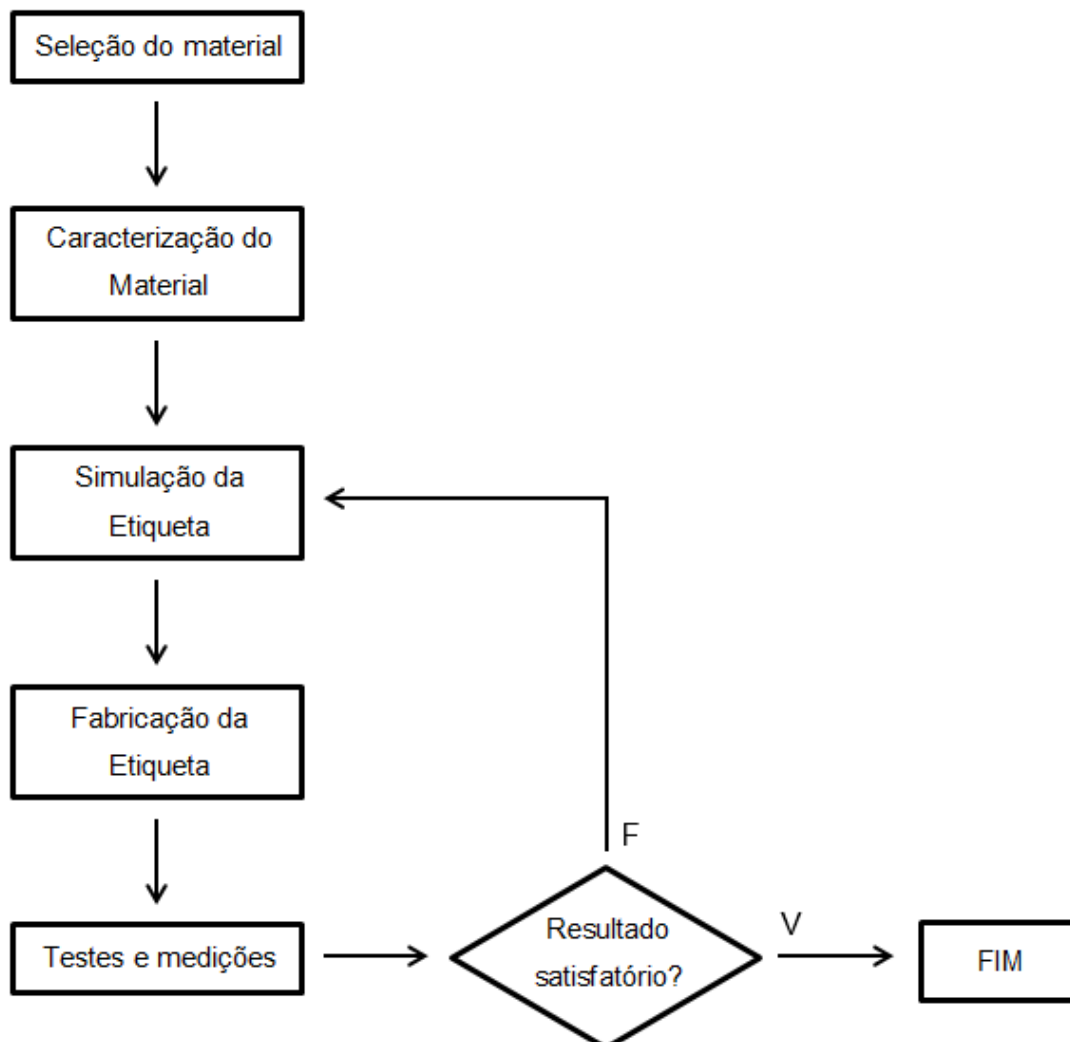 Seleção do material
Caracterização do
Material
Simulação da
Etiqueta
Fabricação da
Etiqueta
Testes e medições
Resultado
satisfatório?
F
V
FIM